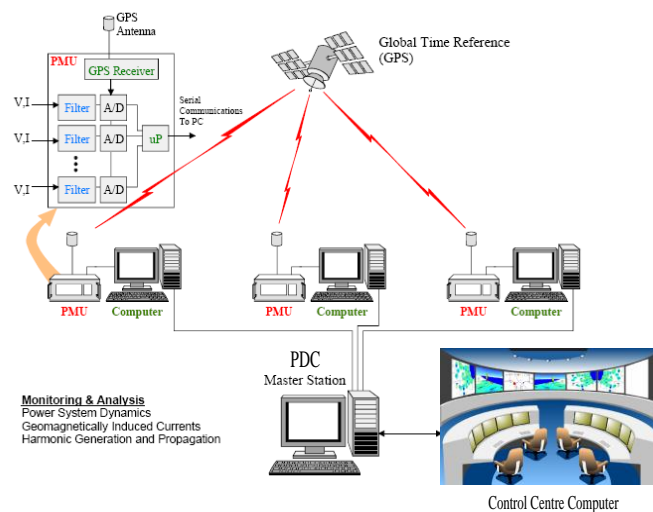 GPS
Antenna
PMU
GPS Receiver
Global Time Reference
(GPS)
V,I
Filter
A/D
Serial
Communications
To PC
V,I
Filter
A/D
uP
V,I
Filter
A/D
PMU
Computer
PMU
Computer
PMU
Computer
PDC
Master Station
Monitoring & Analysis
Power System Dynamics
Geomagnetically Induced Currents
Harmonic Generation and Propagation
Control Centre Computer